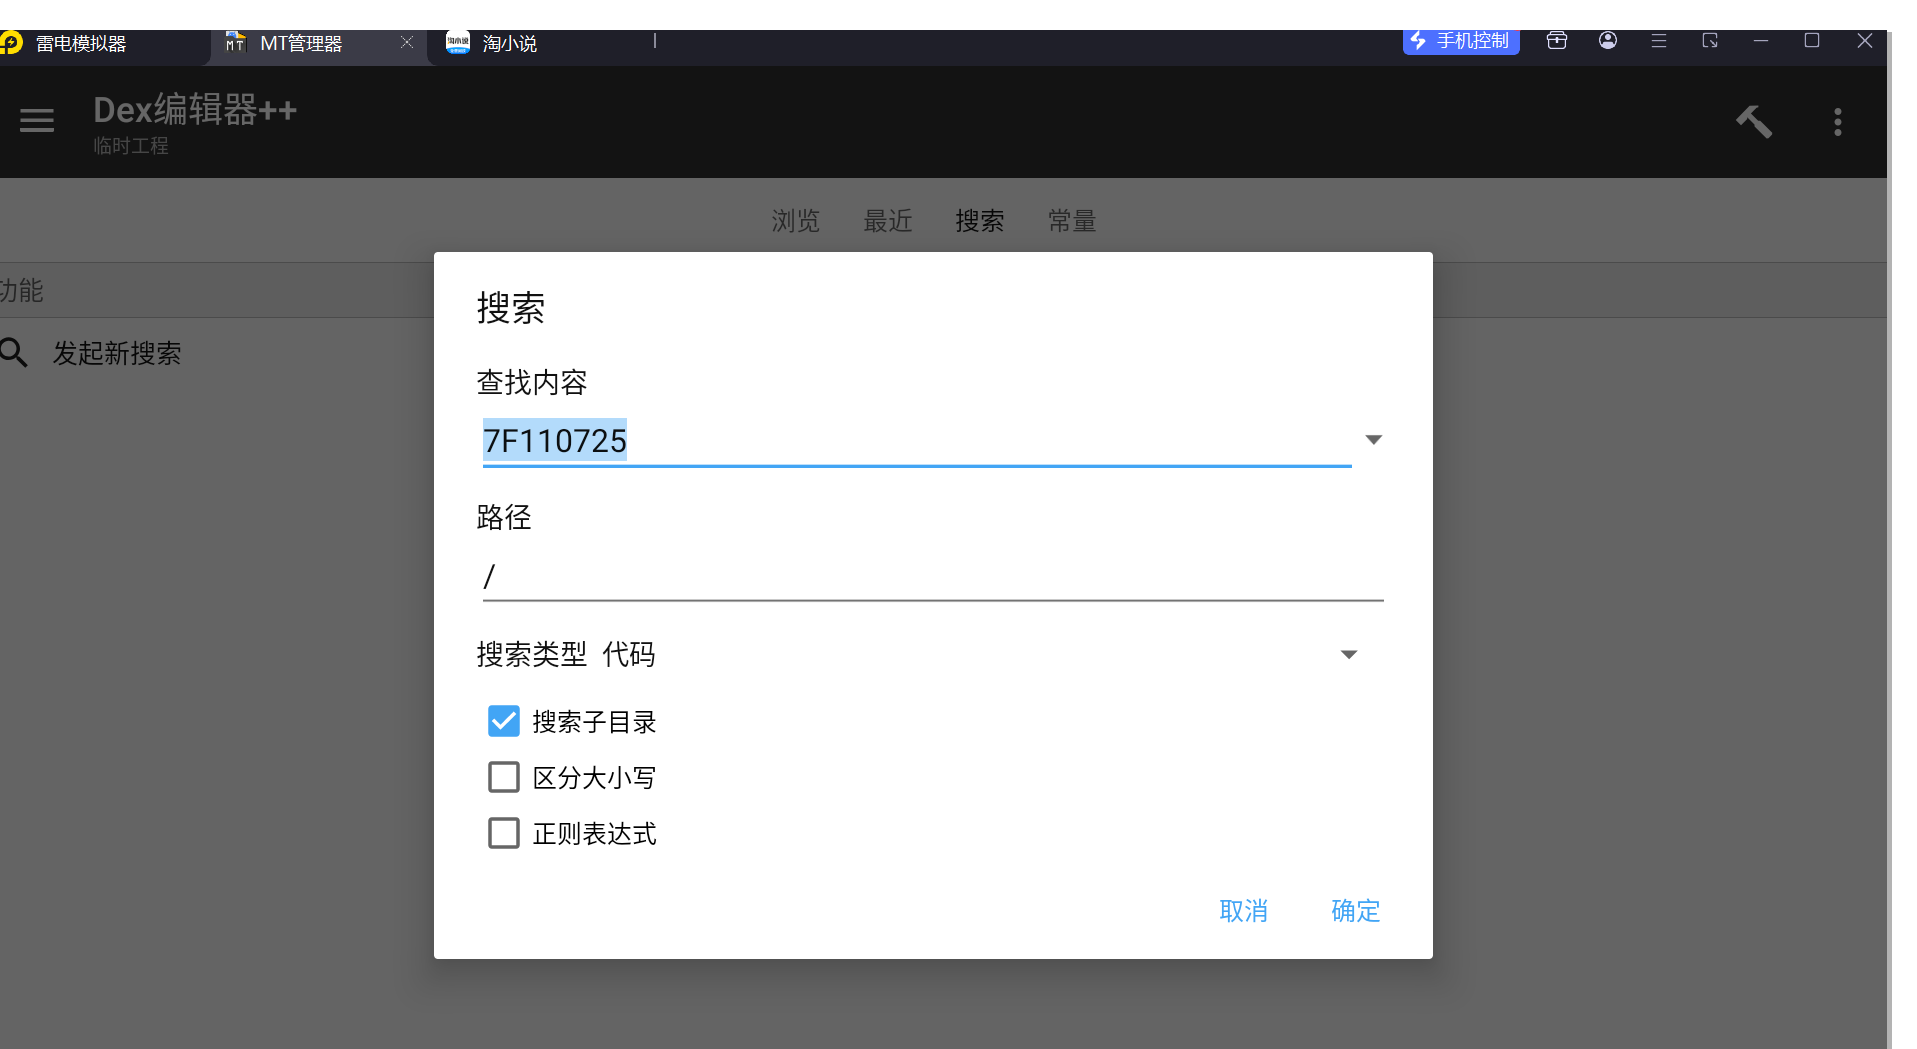 雷电模拟器
MT管理器
淘小说
手机控制
Dex编辑器++
临时工程
浏览
最近
搜索
常量
功能
发起新搜索
搜索
查找内容
7F110725
路径
/
搜索类型 代码
搜索子目录
区分大小写
正则表达式
取消
确定